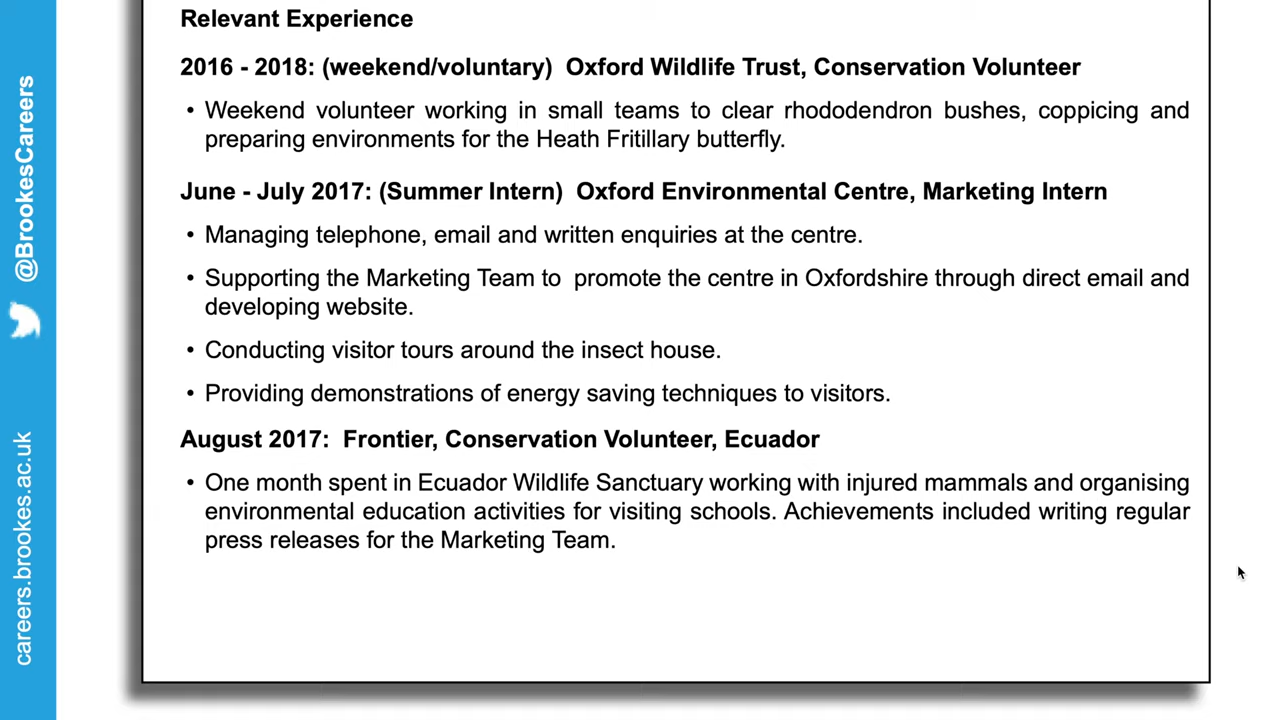 Relevant Experience
2016 - 2018: (weekend/voluntary) Oxford Wildlife Trust, Conservation Volunteer
• Weekend volunteer working in small teams to clear rhododendron bushes, coppicing and
preparing environments for the Heath Fritillary butterfly.
June - July 2017: (Summer Intern) Oxford Environmental Centre, Marketing Intern
• Managing telephone, email and written enquiries at the centre.
• Supporting the Marketing Team to promote the centre in Oxfordshire through direct email and
developing website.
• Conducting visitor tours around the insect house.
• Providing demonstrations of energy saving techniques to visitors.
August 2017: Frontier, Conservation Volunteer, Ecuador
• One month spent in Ecuador Wildlife Sanctuary working with injured mammals and organising
environmental education activities for visiting schools. Achievements included writing regular
press releases for the Marketing Team.
@BrookesCareers
careers.brookes.ac.uk